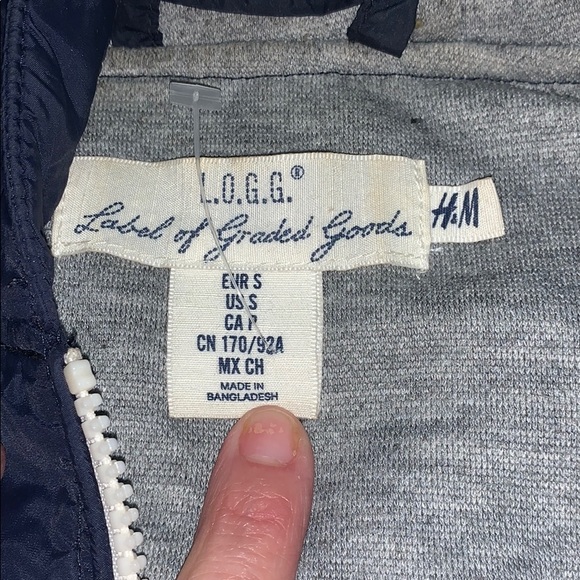 L.O.G.G.®
Label of Graded Goods
H&M
EUR S
US S
CA P
CN 170/92A
MX CH
MADE IN
BANGLADESH